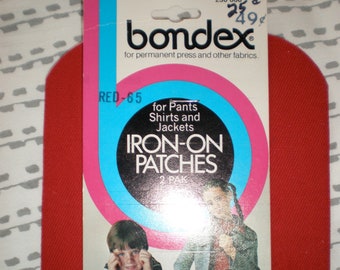 49¢
bondex®
for permanent press and other fabrics.
RED-65
for Pants
Shirts and
Jackets
IRON-ON
PATCHES
2 PAK